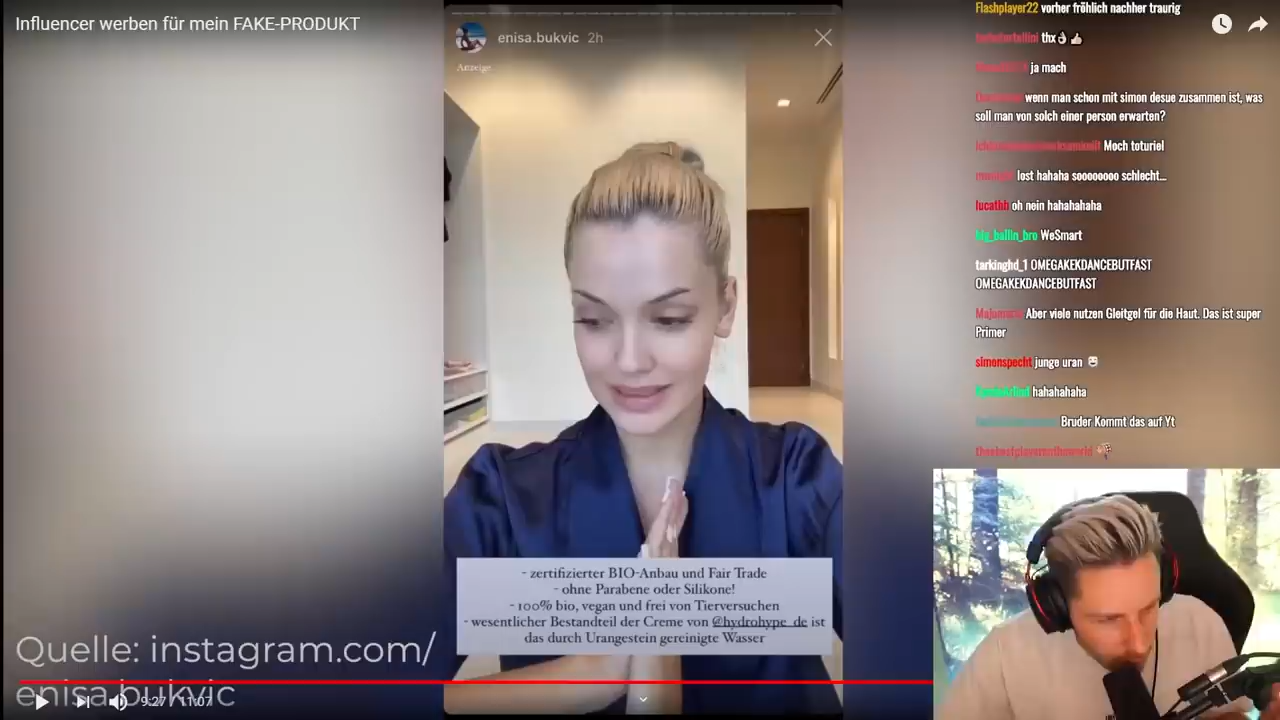 Influencer werben für mein FAKE-PRODUKT
enisa.bukvic 2h
Anzeige
- zertifizierter BIO-Anbau und Fair Trade
- ohne Parabene oder Silikone!
- 100% bio, vegan und frei von Tierversuchen
- wesentlicher Bestandteil der Creme von @hydrohype_de ist
das durch Urangestein gereinigte Wasser
Quelle: instagram.com/
enisa.bukvic
9:27 / 11:07
Flashplayer22 vorher fröhlich nachher traurig
thx
ja mach
wenn man schon mit simon desue zusammen ist, was
soll man von solch einer person erwarten?
Moch toturiel
lost hahaha soooooooo schlecht...
lucathh oh nein hahahahaha
big_ballin_bro WeSmart
tarkinghd_1 OMEGAKEKDANCEBUTFAST
OMEGAKEKDANCEBUTFAST
Aber viele nutzen Gleitgel für die Haut. Das ist super
Primer
simonspecht junge uran
hahahahaha
Bruder Kommt das auf Yt